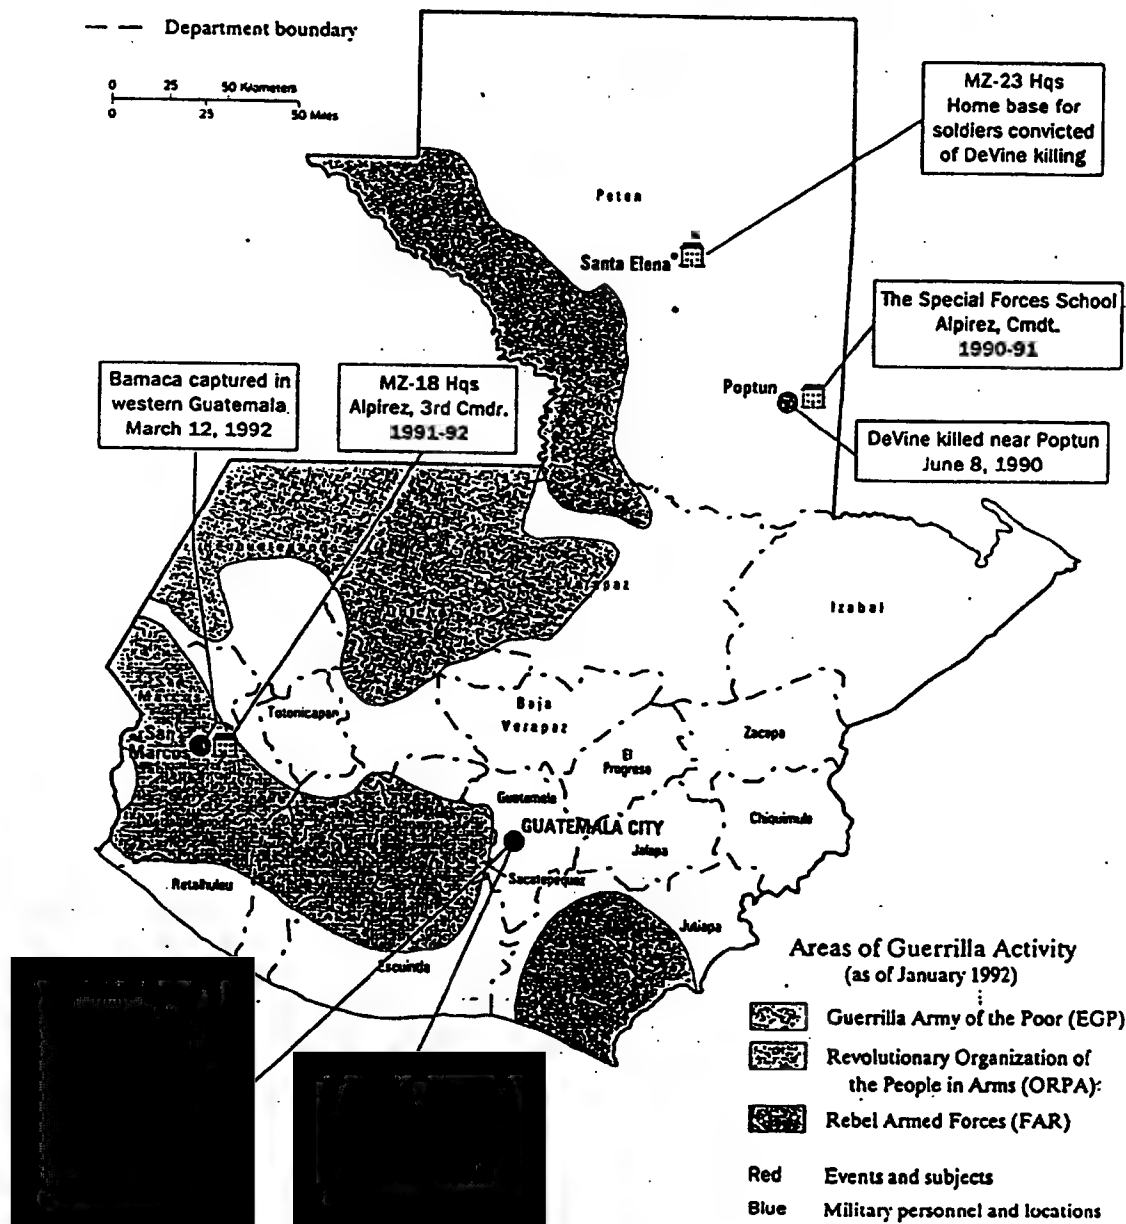 Department boundary
0 25 50 Kilometers
0 25 50 Miles
MZ-23 Hqs
Home base for
soldiers convicted
of DeVine killing
Peten
Santa Elena
The Special Forces School
Alpirez, Cmdt.
1990-91
Poptun
DeVine killed near Poptun
June 8, 1990
Bamaca captured in
western Guatemala
March 12, 1992
MZ-18 Hqs
Alpirez, 3rd Cmdr.
1991-92
Izabal
Totonicapan
Baja
Verapaz
San
Marcos
El
Progreso
Zacapa
Guatemala
GUATEMALA CITY
Jalapa
Chiquimula
Retalhuleu
Sacatepequez
Jutiapa
Escuintla
Areas of Guerrilla Activity
(as of January 1992)
Guerrilla Army of the Poor (EGP)
Revolutionary Organization of
the People in Arms (ORPA)
Rebel Armed Forces (FAR)
Red Events and subjects
Blue Military personnel and locations